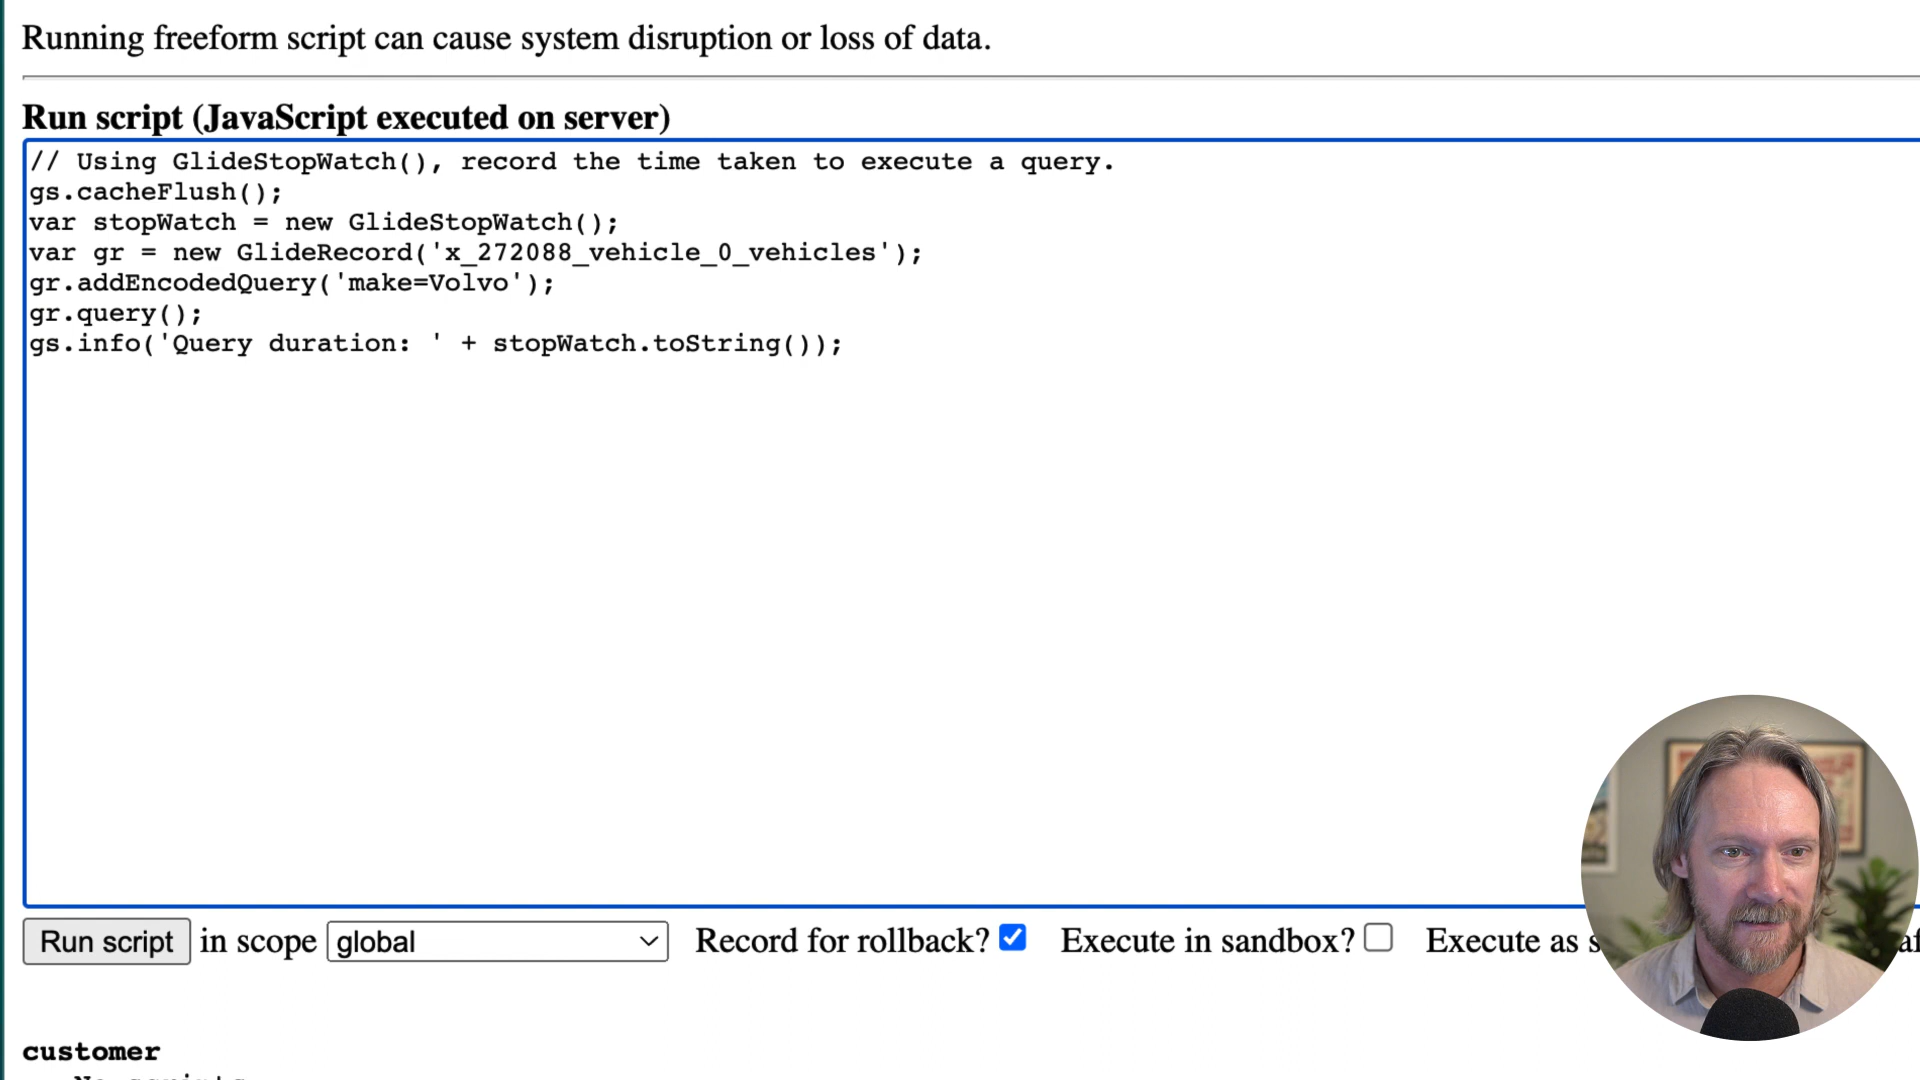 Running freeform script can cause system disruption or loss of data.
Run script (JavaScript executed on server)
// Using GlideStopWatch(), record the time taken to execute a query.
gs.cacheFlush();
var stopWatch = new GlideStopWatch();
var gr = new GlideRecord('x_272088_vehicle_0_vehicles');
gr.addEncodedQuery('make=Volvo');
gr.query();
gs.info('Query duration: ' + stopWatch.toString());
Run script in scope global Record for rollback? Execute in sandbox? Execute as
customer